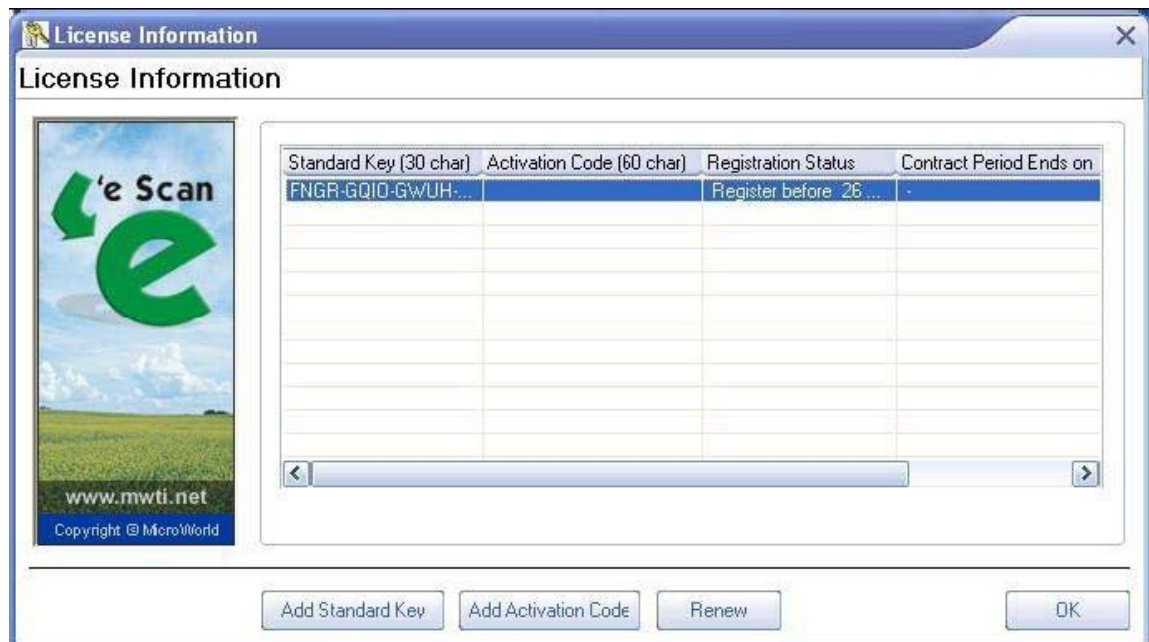 License Information
License Information
'e Scan
e
www.mwti.net
Copyright © MicroWorld
Standard Key (30 char) Activation Code (60 char) Registration Status Contract Period Ends on
FNGR-GQIO-GWUH-... Register before 26 ... -
Add Standard Key Add Activation Code Renew OK